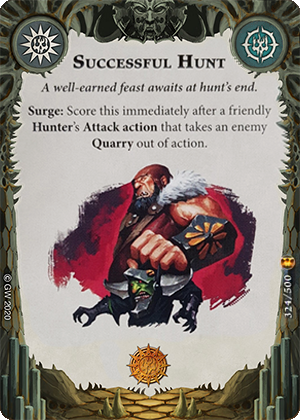 SUCCESSFUL HUNT
A well-earned feast awaits at hunt's end.
Surge: Score this immediately after a friendly
Hunter's Attack action that takes an enemy
Quarry out of action.
© GW 2020
324/500